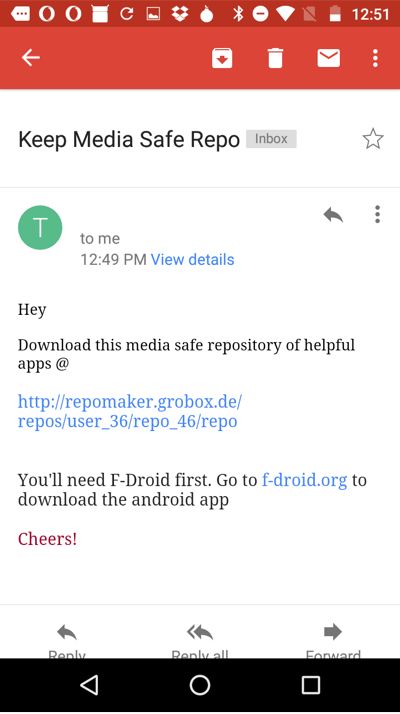 12:51
Keep Media Safe Repo Inbox
T
to me
12:49 PM View details
Hey
Download this media safe repository of helpful
apps @
http://repomaker.grobox.de/
repos/user_36/repo_46/repo
You'll need F-Droid first. Go to f-droid.org to
download the android app
Cheers!
Reply Reply all Forward